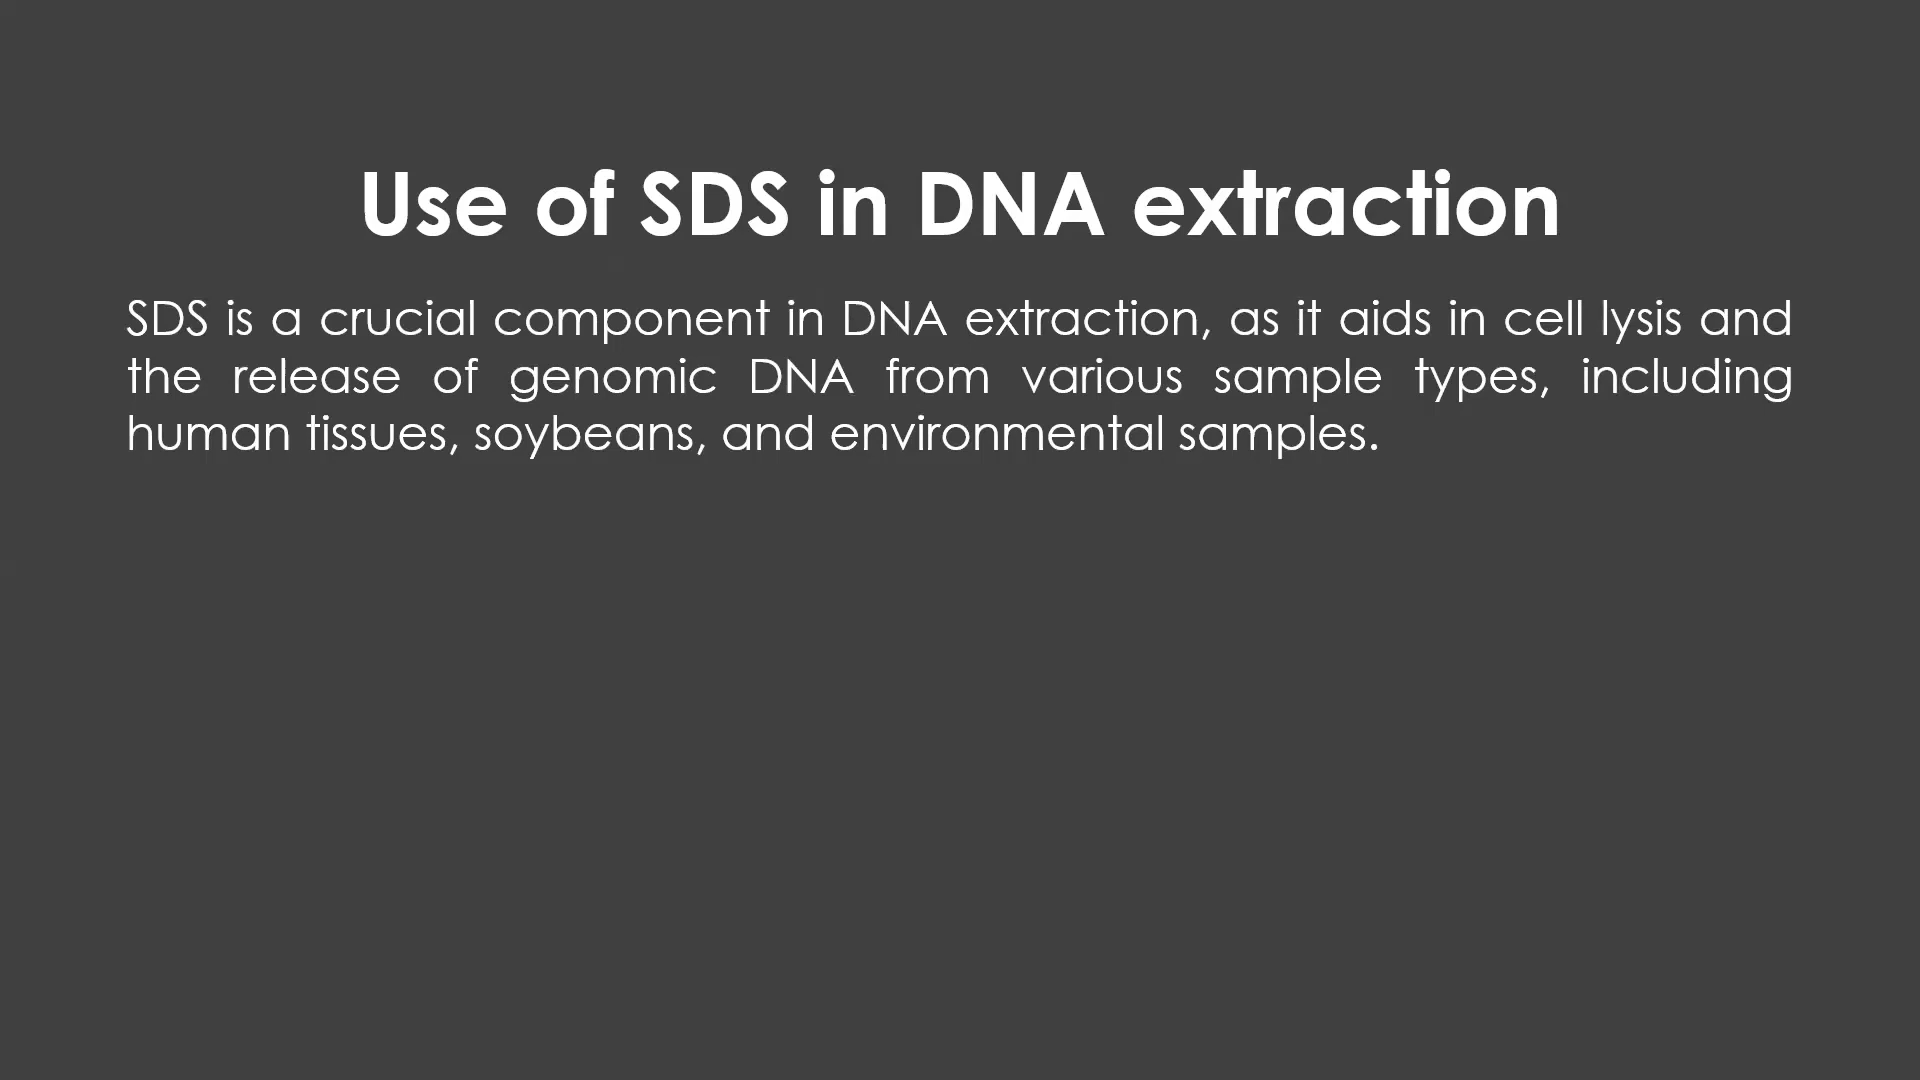 Use of SDS in DNA extraction
SDS is a crucial component in DNA extraction, as it aids in cell lysis and
the release of genomic DNA from various sample types, including
human tissues, soybeans, and environmental samples.